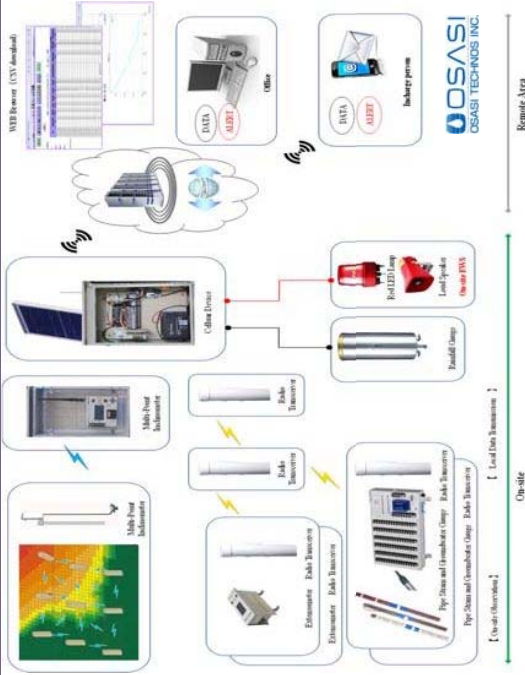 WEB Browser (CSV download)
Multi-Point
Inclinometer
Multi-Point
Inclinometer
Device
Office
DATA
ALERT
Radio
Transceiver
Radio
Transceiver
Extensometer
Radio Transceiver
Extensometer
Radio Transceiver
Incharge person
DATA
ALERT
Rainfall Gauge
Red LED Lamp
Loud Speaker
On-site EWS
Pipe Strain and Groundwater Gauge
Radio Transceiver
Pipe Strain and Groundwater Gauge
Radio Transceiver
OSASI
OSASI TECHNOS INC.
【 On-site Observation 】
【 Local Data Transmission 】
On-site
Remote Area